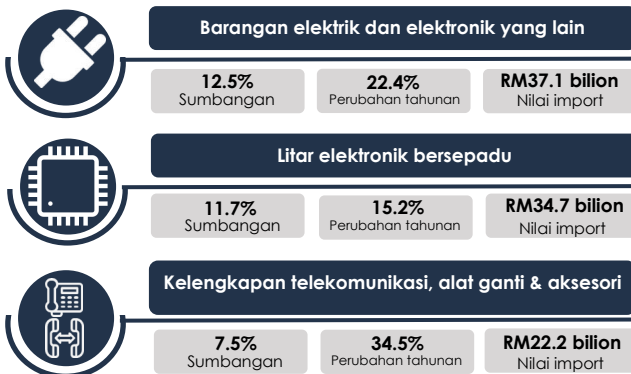 Barangan elektrik dan elektronik yang lain
12.5% 22.4% RM37.1 bilion
Sumbangan Perubahan tahunan Nilai import
Litar elektronik bersepadu
11.7% 15.2% RM34.7 bilion
Sumbangan Perubahan tahunan Nilai import
Kelengkapan telekomunikasi, alat ganti & aksesori
7.5% 34.5% RM22.2 bilion
Sumbangan Perubahan tahunan Nilai import